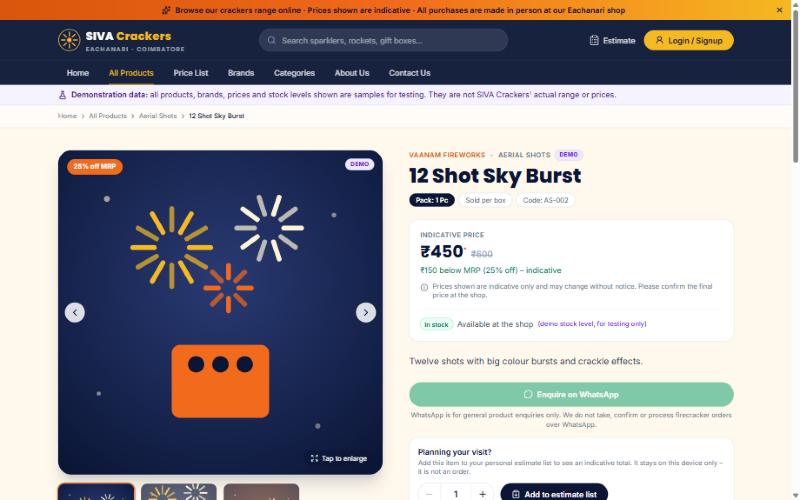 Browse our crackers range online · Prices shown are indicative · All purchases are made in person at our Eachanari shop
SIVA Crackers
EACHANARI · COIMBATORE
Search sparklers, rockets, gift boxes...
Estimate
Login / Signup
Home
All Products
Price List
Brands
Categories
About Us
Contact Us
Demonstration data: all products, brands, prices and stock levels shown are samples for testing. They are not SIVA Crackers' actual range or prices.
Home > All Products > Aerial Shots > 12 Shot Sky Burst
25% off MRP
DEMO
Tap to enlarge
VAANAM FIREWORKS • AERIAL SHOTS DEMO
12 Shot Sky Burst
Pack: 1 Pc
Sold per box
Code: AS-002
INDICATIVE PRICE
₹450* ₹600
₹150 below MRP (25% off) – indicative
Prices shown are indicative only and may change without notice. Please confirm the final
price at the shop.
In stock Available at the shop (demo stock level, for testing only)
Twelve shots with big colour bursts and crackle effects.
Enquire on WhatsApp
WhatsApp is for general product enquiries only. We do not take, confirm or process firecracker orders
over WhatsApp.
Planning your visit?
Add this item to your personal estimate list to see an indicative total. It stays on this device only –
it is not an order.
− 1 +
Add to estimate list